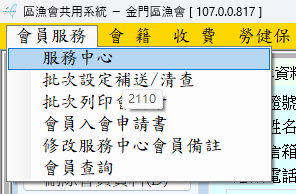 區漁會共用系統 － 金門區漁會 [ 107.0.0.817 ]
會員服務 會 籍 收 費 勞健保
服務中心
批次設定補送/清查
批次列印會
2110
會員入會申請書
修改服務中心會員備註
會員查詢